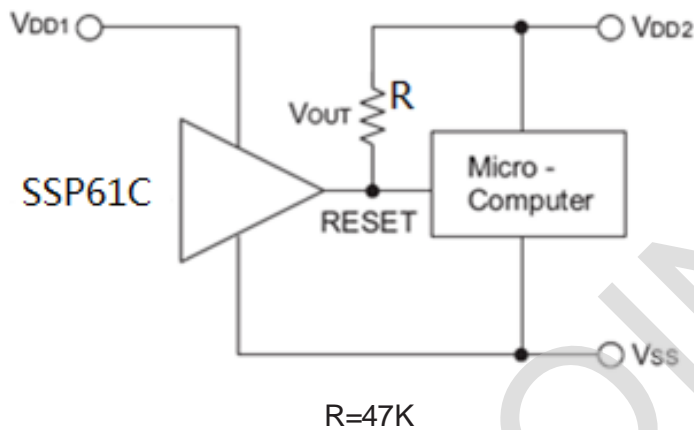 VDD1
VDD2
R
VOUT
Micro -
Computer
SSP61C
RESET
VSS
R=47K